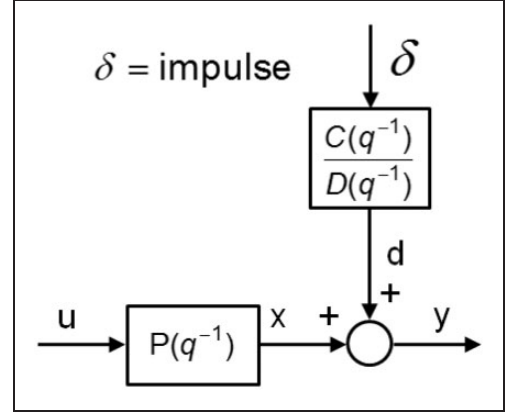 δ = impulse
δ
C(q⁻¹)
D(q⁻¹)
d
+
u
P(q⁻¹)
x
+
y